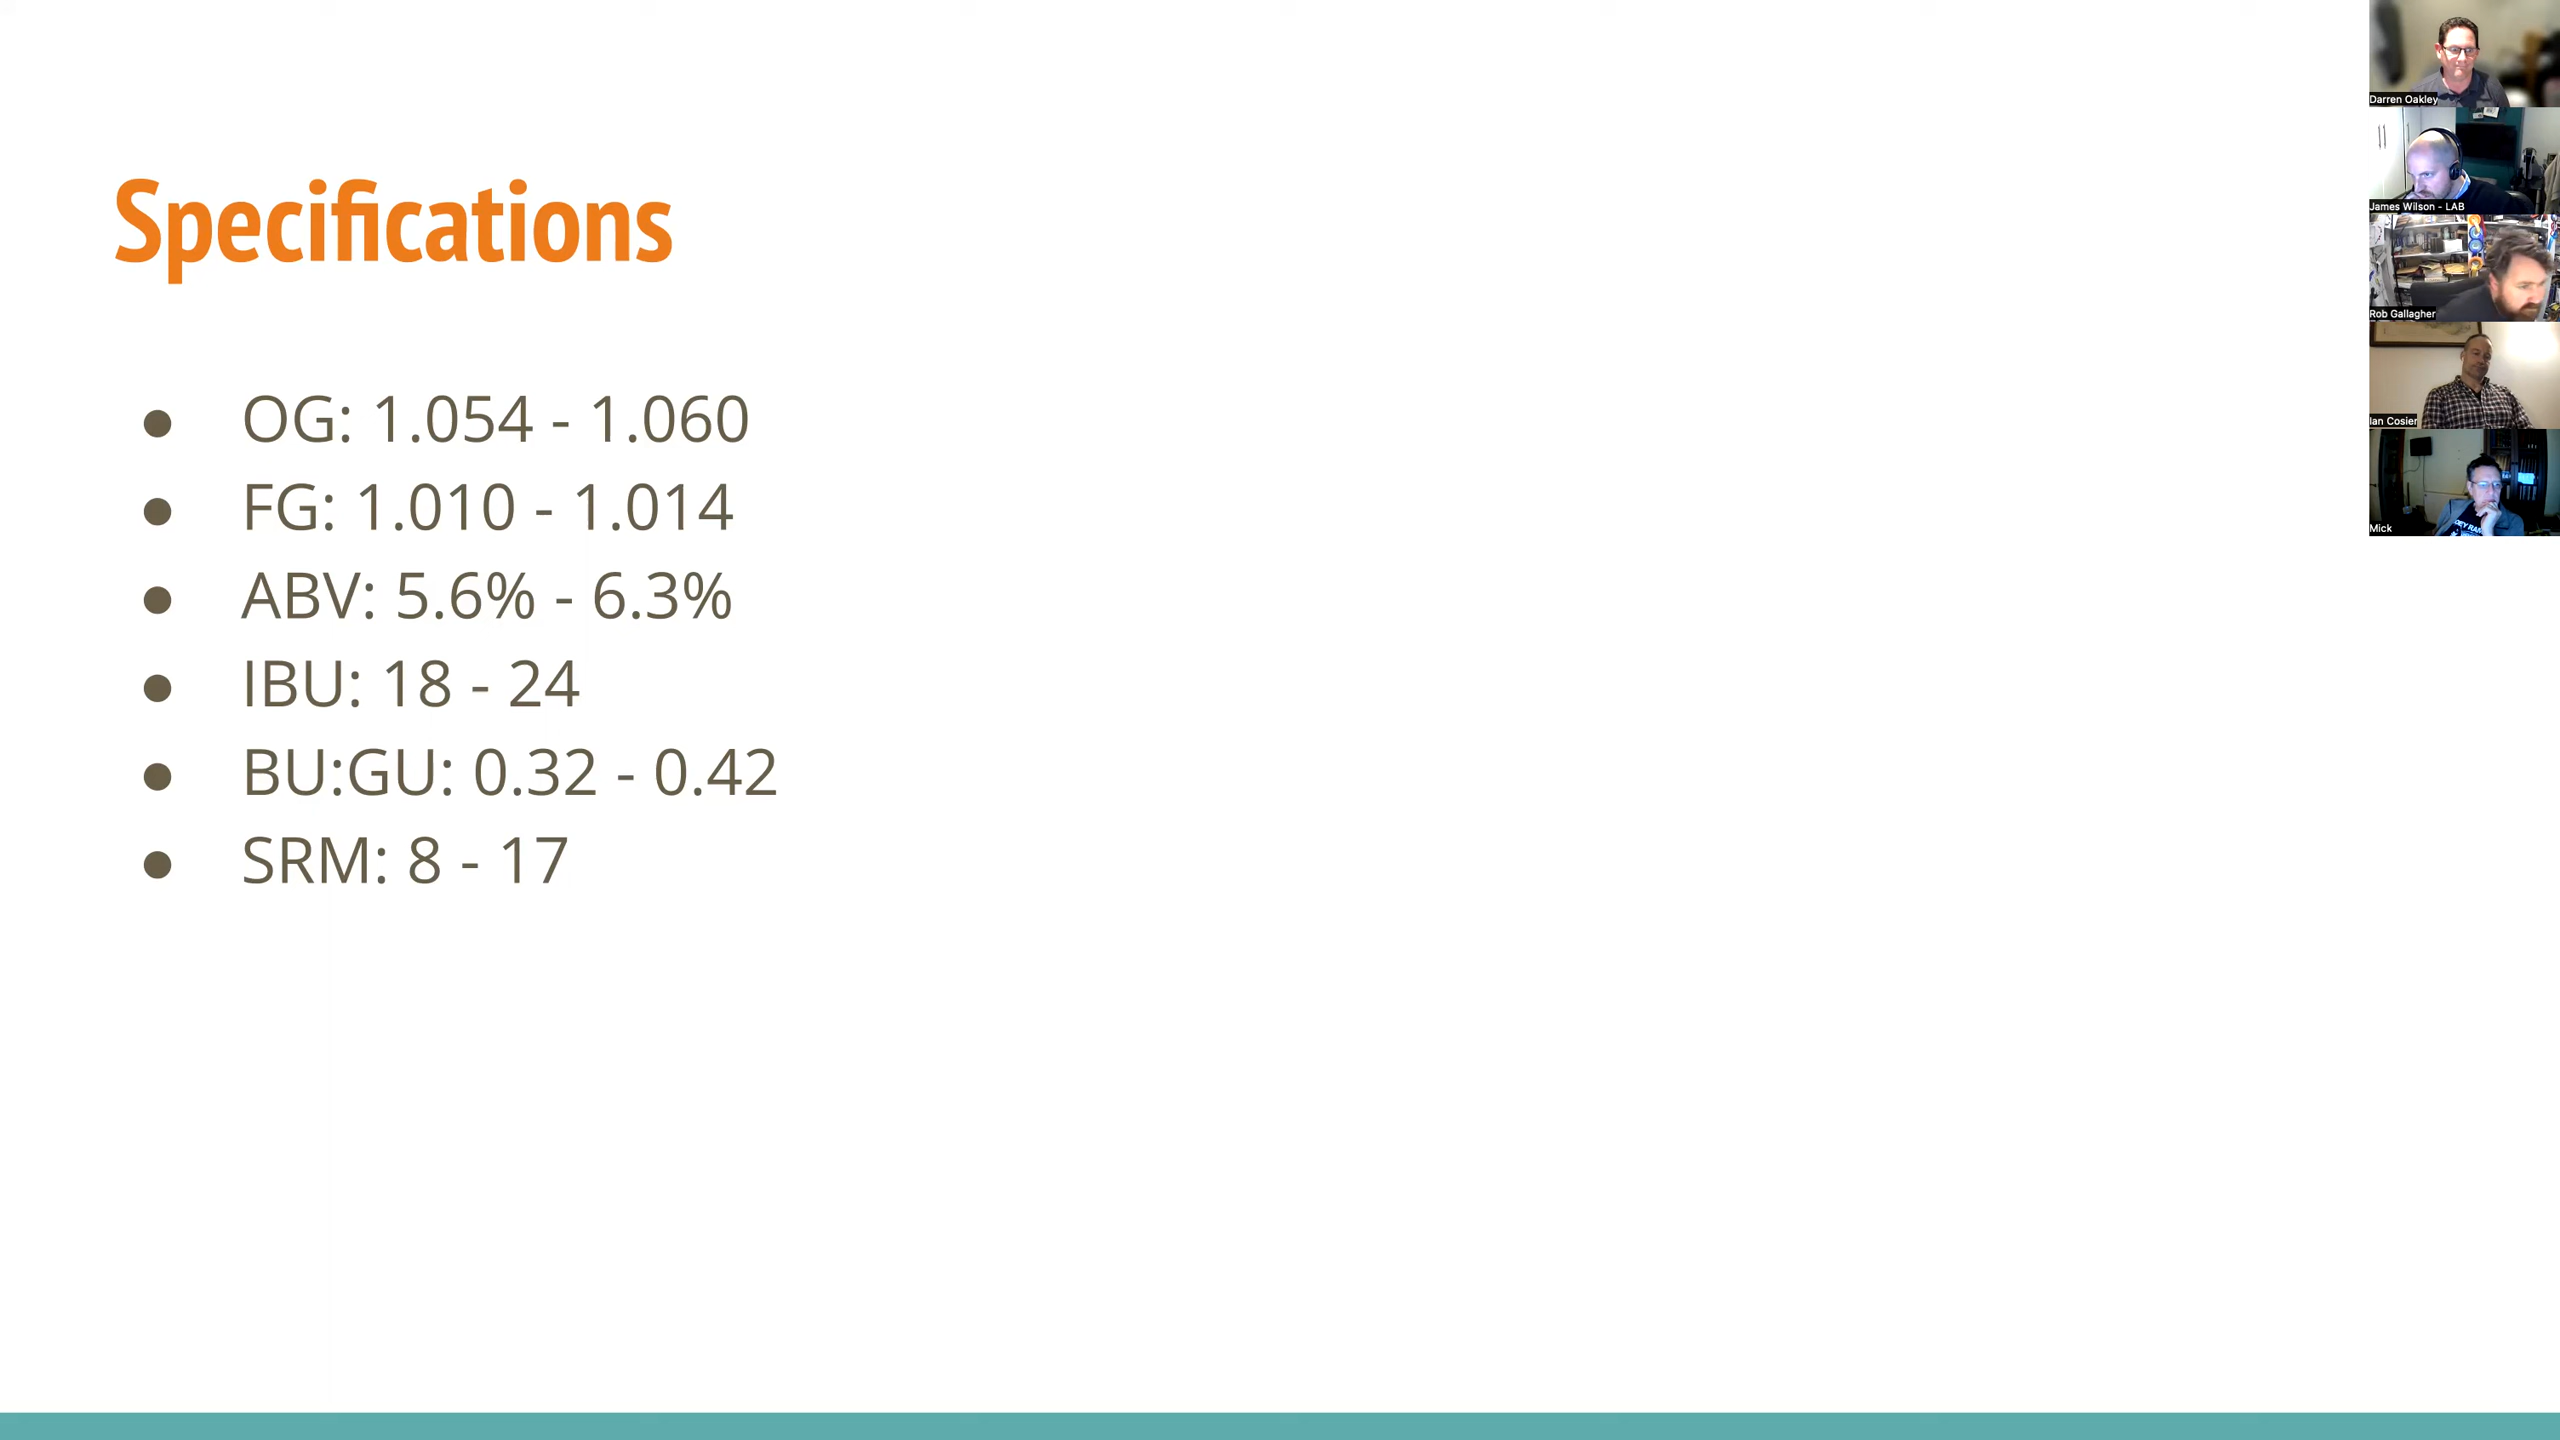 Specifications
● OG: 1.054 - 1.060
● FG: 1.010 - 1.014
● ABV: 5.6% - 6.3%
● IBU: 18 - 24
● BU:GU: 0.32 - 0.42
● SRM: 8 - 17
Darren Oakley
James Wilson - LAB
Rob Gallagher
Ian Cosier
Mick